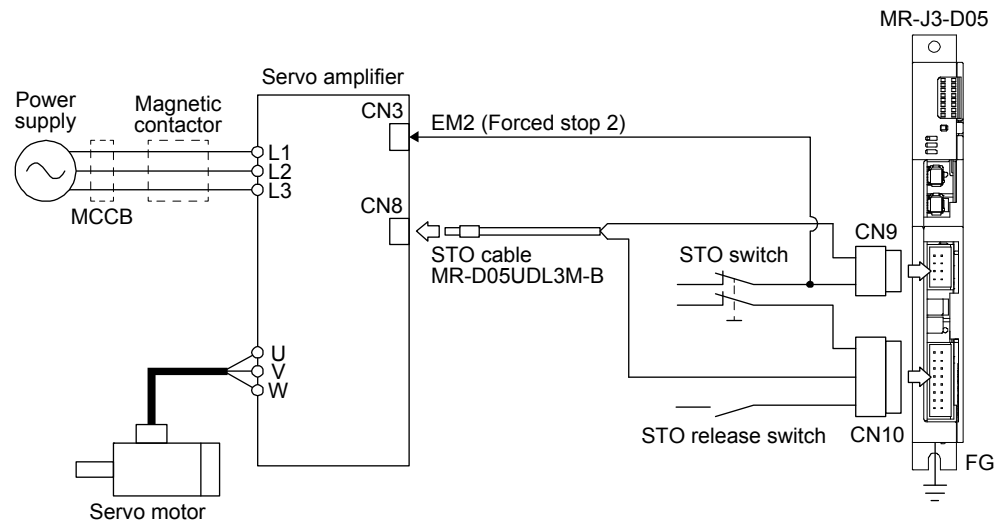 MR-J3-D05
Servo amplifier
Power
supply
Magnetic
contactor
CN3
EM2 (Forced stop 2)
L1
L2
L3
MCCB
CN8
CN9
STO cable
MR-D05UDL3M-B
STO switch
U
V
W
STO release switch
CN10
FG
Servo motor